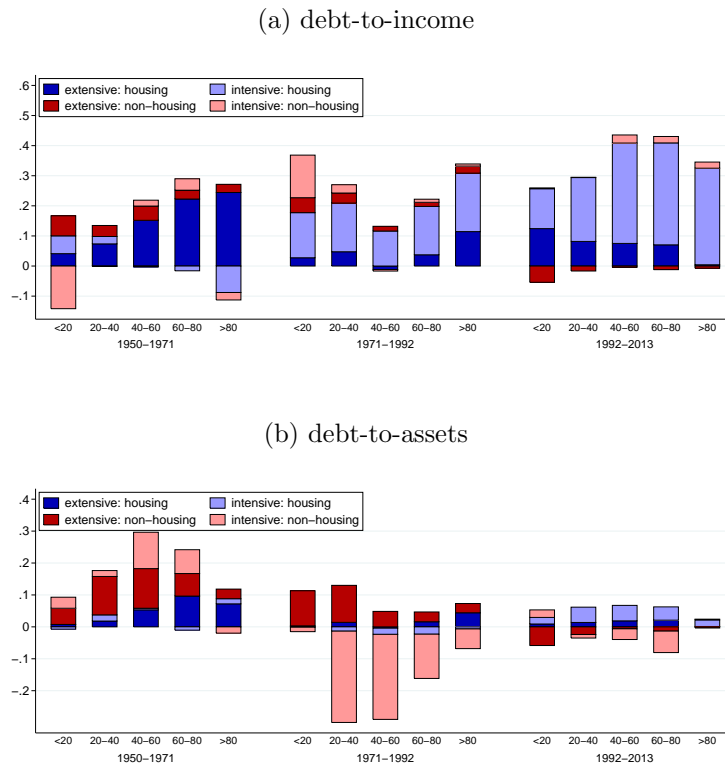 (a) debt-to-income
extensive: housing intensive: housing
extensive: non−housing intensive: non−housing
.6
.5
.4
.3
.2
.1
0
−.1
<20 20−40 40−60 60−80 >80 <20 20−40 40−60 60−80 >80 <20 20−40 40−60 60−80 >80
1950−1971 1971−1992 1992−2013
(b) debt-to-assets
extensive: housing intensive: housing
extensive: non−housing intensive: non−housing
.4
.3
.2
.1
0
−.1
−.2
<20 20−40 40−60 60−80 >80 <20 20−40 40−60 60−80 >80 <20 20−40 40−60 60−80 >80
1950−1971 1971−1992 1992−2013